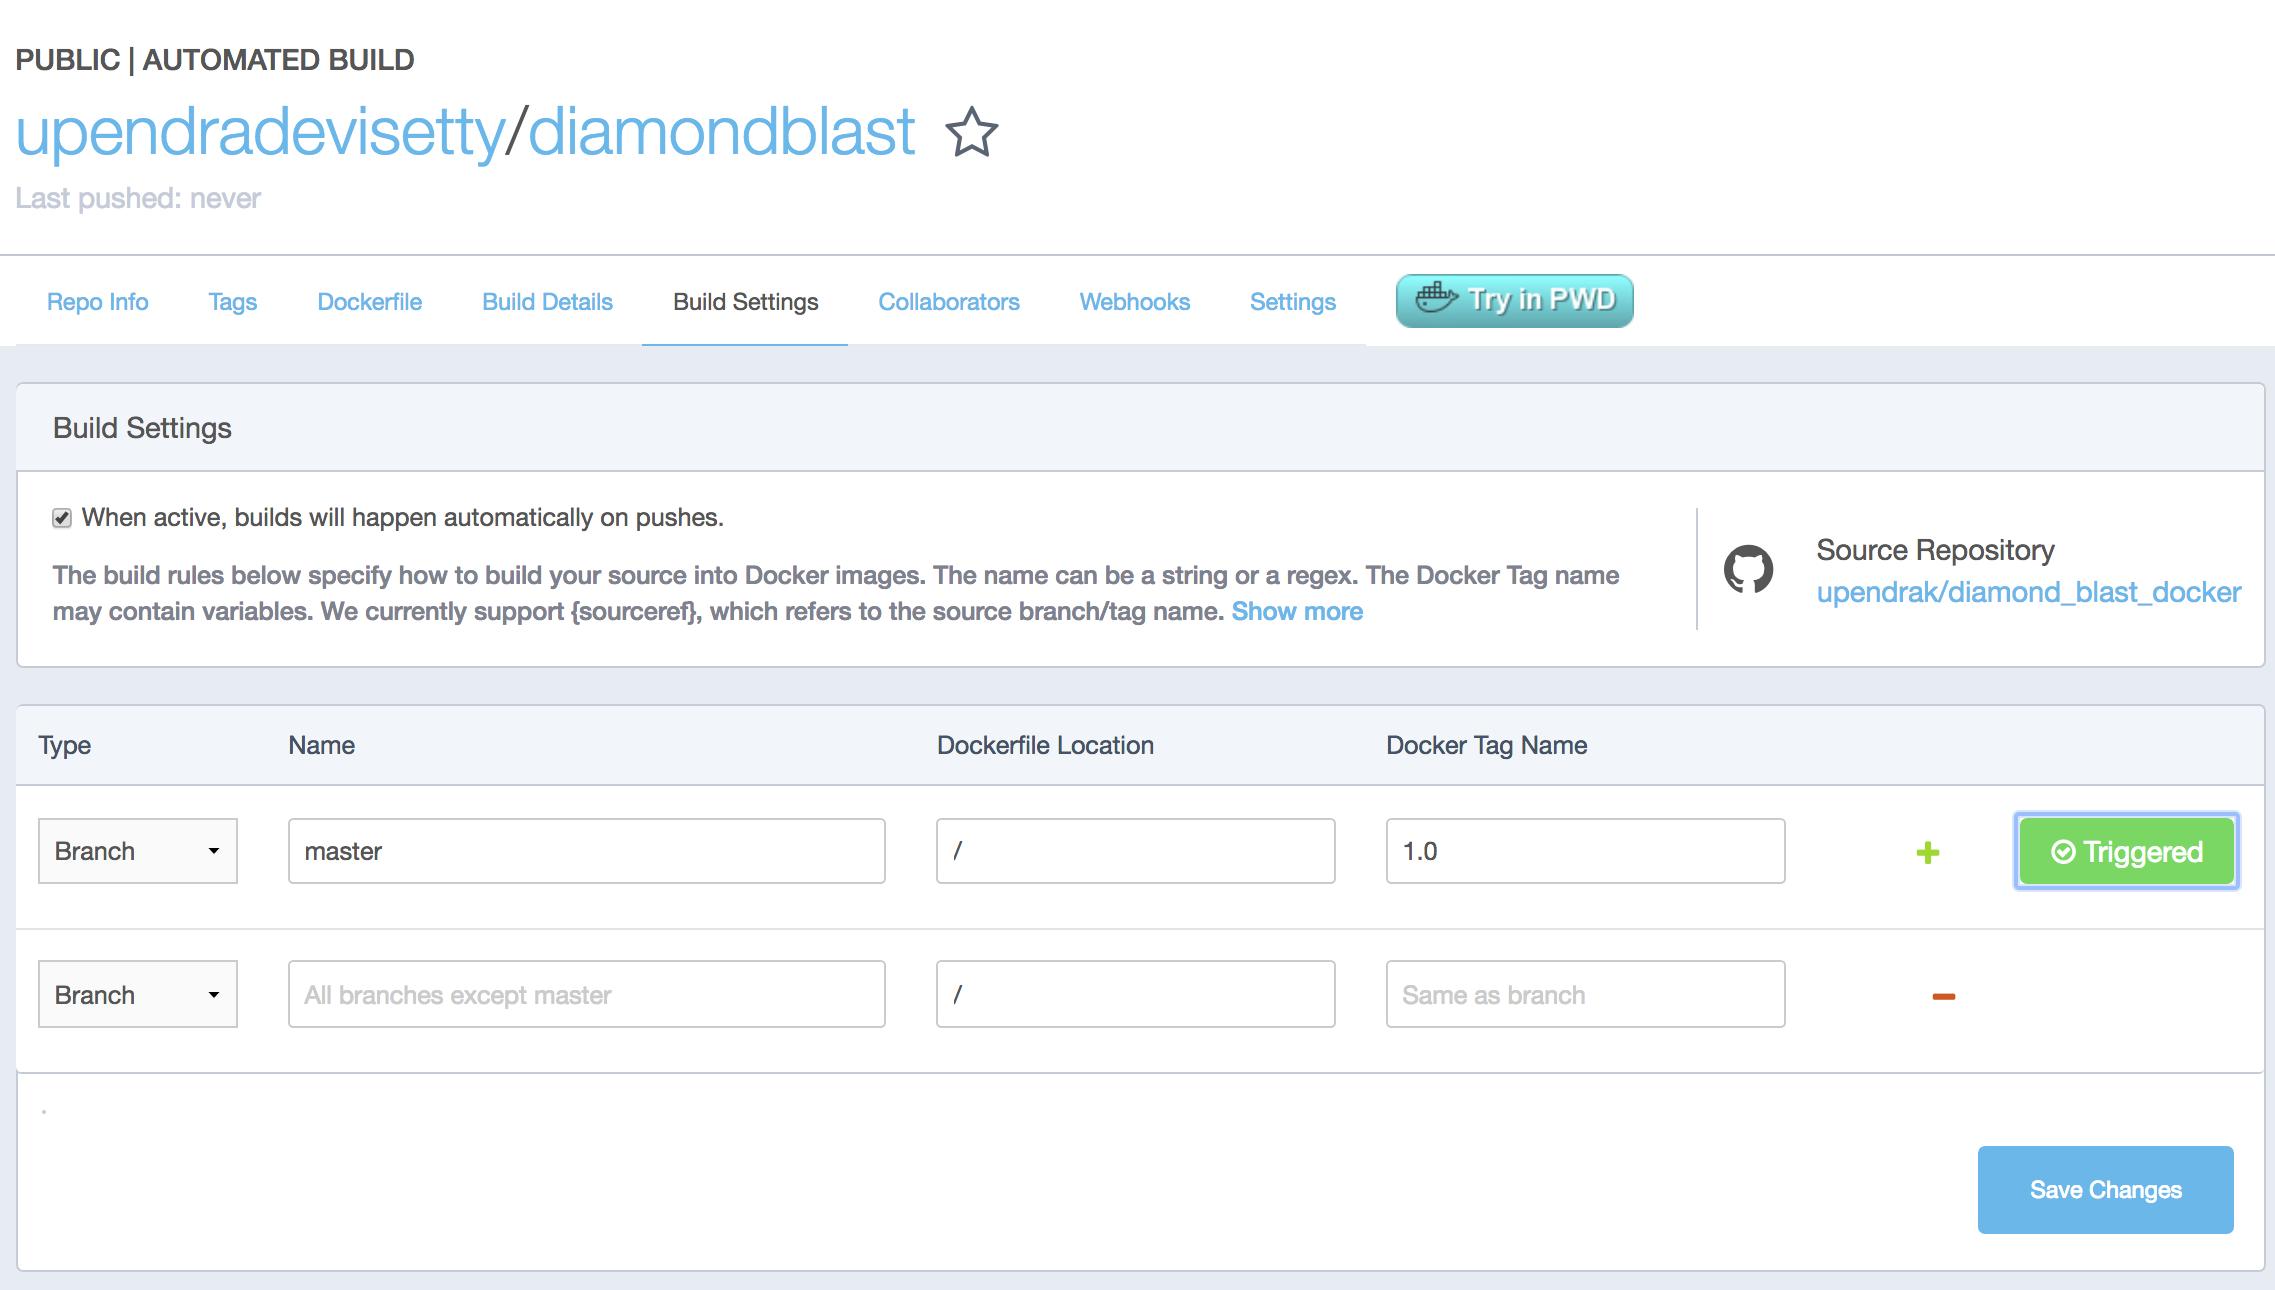 PUBLIC | AUTOMATED BUILD
upendradevisetty/diamondblast
Last pushed: never
Repo Info Tags Dockerfile Build Details Build Settings Collaborators Webhooks Settings Try in PWD
Build Settings
When active, builds will happen automatically on pushes.
The build rules below specify how to build your source into Docker images. The name can be a string or a regex. The Docker Tag name
may contain variables. We currently support {sourceref}, which refers to the source branch/tag name. Show more
Source Repository
upendrak/diamond_blast_docker
Type Name Dockerfile Location Docker Tag Name
Branch master / 1.0 Triggered
Branch All branches except master / Same as branch
Save Changes